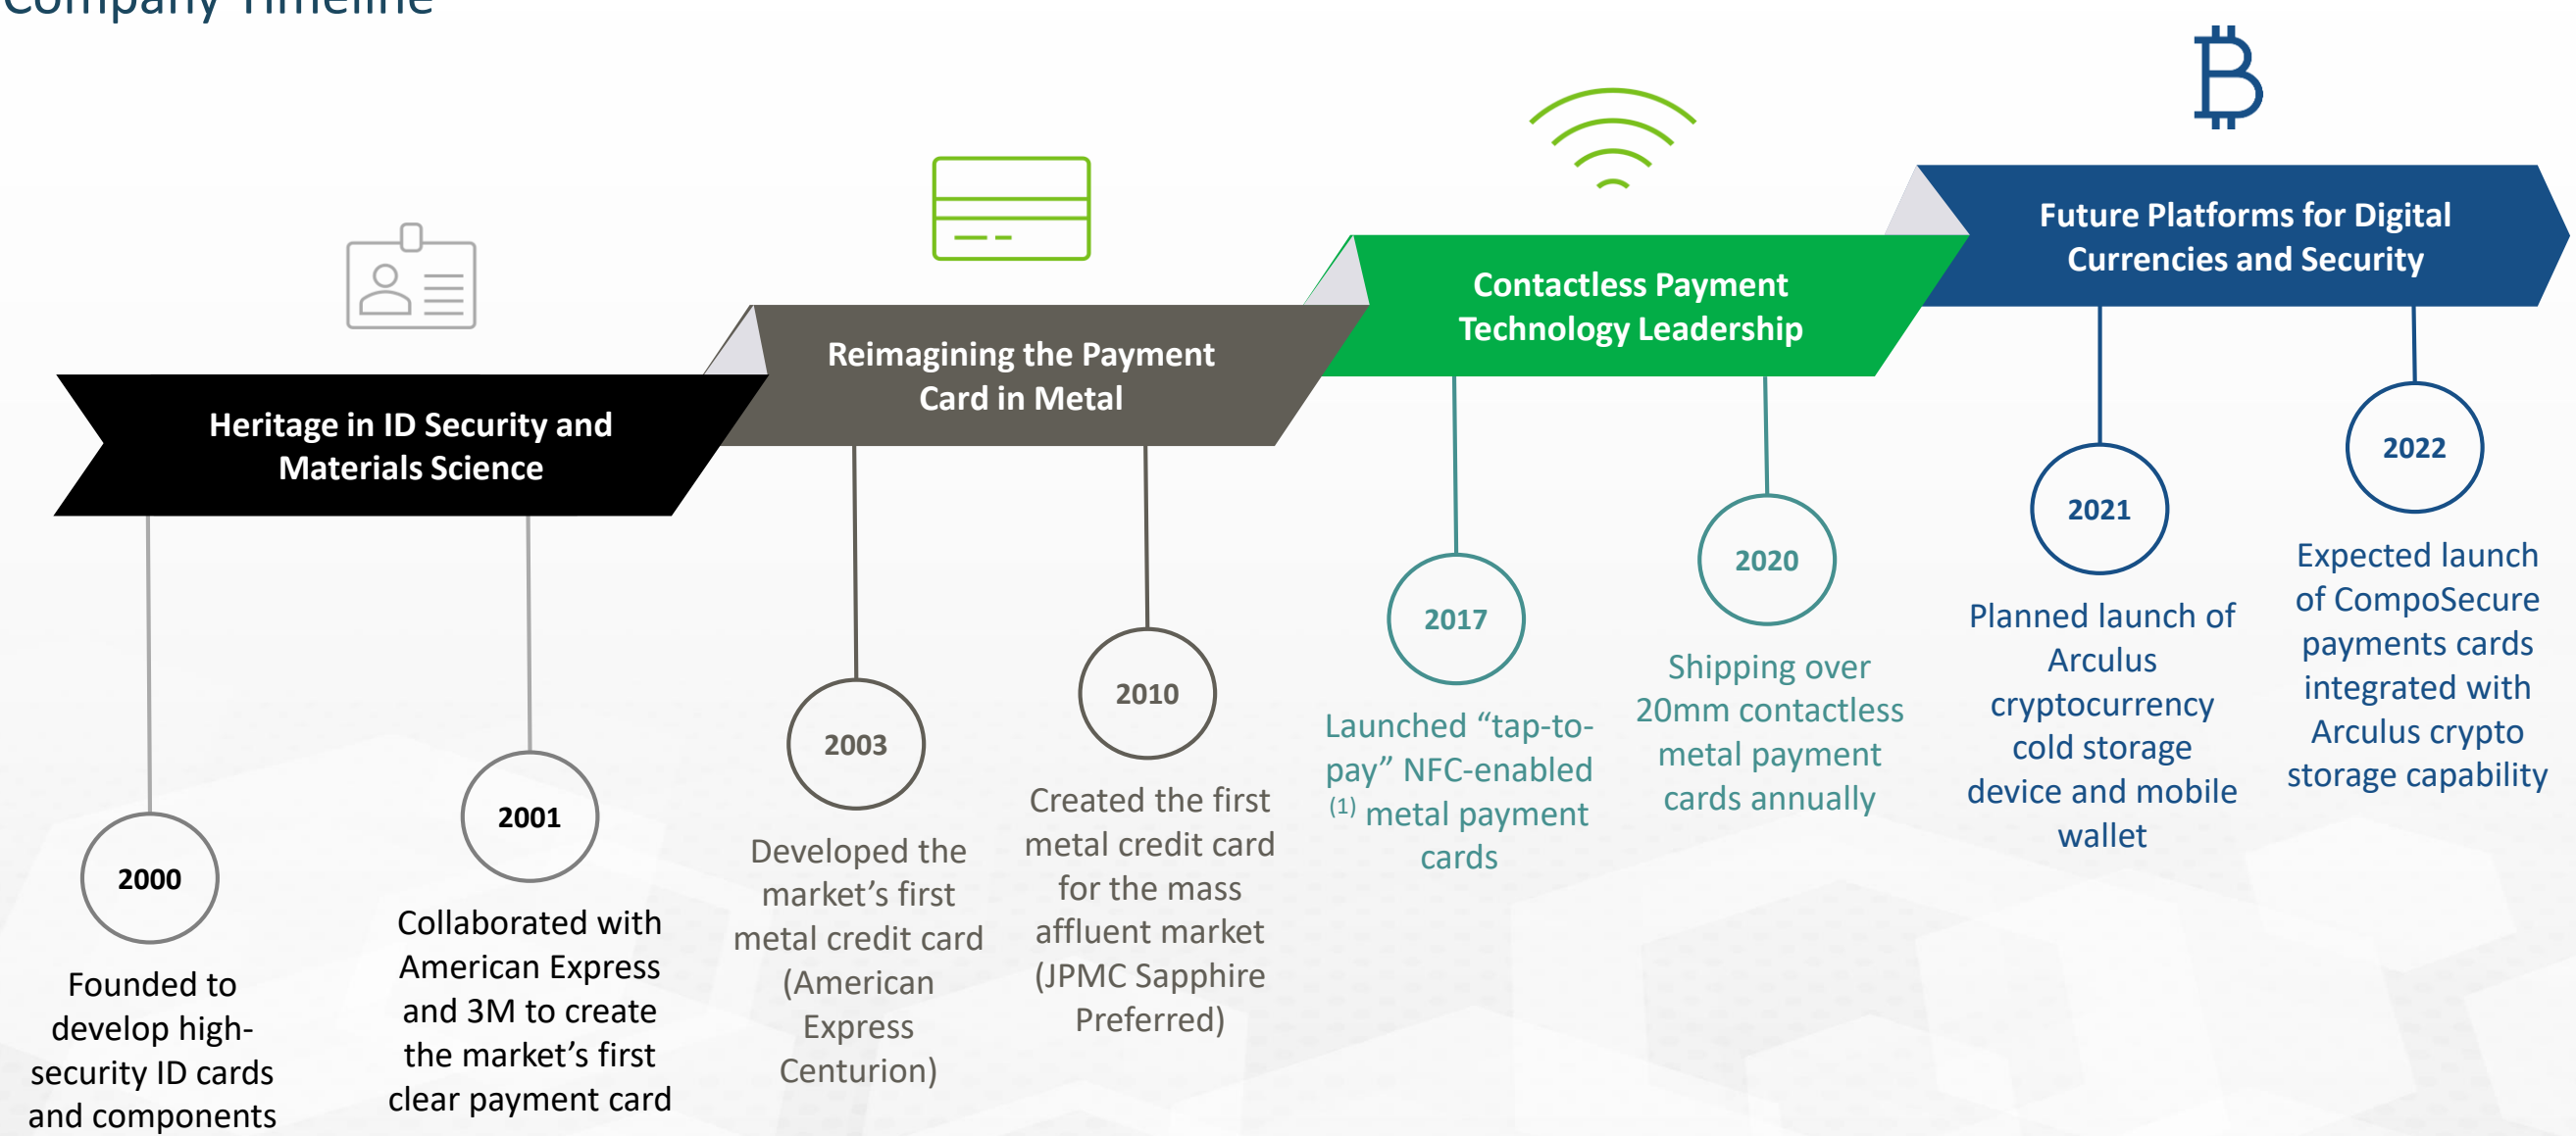 Company Timeline
Heritage in ID Security and
Materials Science
2000
Founded to
develop high-
security ID cards
and components
2001
Collaborated with
American Express
and 3M to create
the market’s first
clear payment card
Reimagining the Payment
Card in Metal
2003
Developed the
market’s first
metal credit card
(American
Express
Centurion)
2010
Created the first
metal credit card
for the mass
affluent market
(JPMC Sapphire
Preferred)
Contactless Payment
Technology Leadership
2017
Launched “tap-to-
pay” NFC-enabled
(1) metal payment
cards
2020
Shipping over
20mm contactless
metal payment
cards annually
Future Platforms for Digital
Currencies and Security
2021
Planned launch of
Arculus
cryptocurrency
cold storage
device and mobile
wallet
2022
Expected launch
of CompoSecure
payments cards
integrated with
Arculus crypto
storage capability